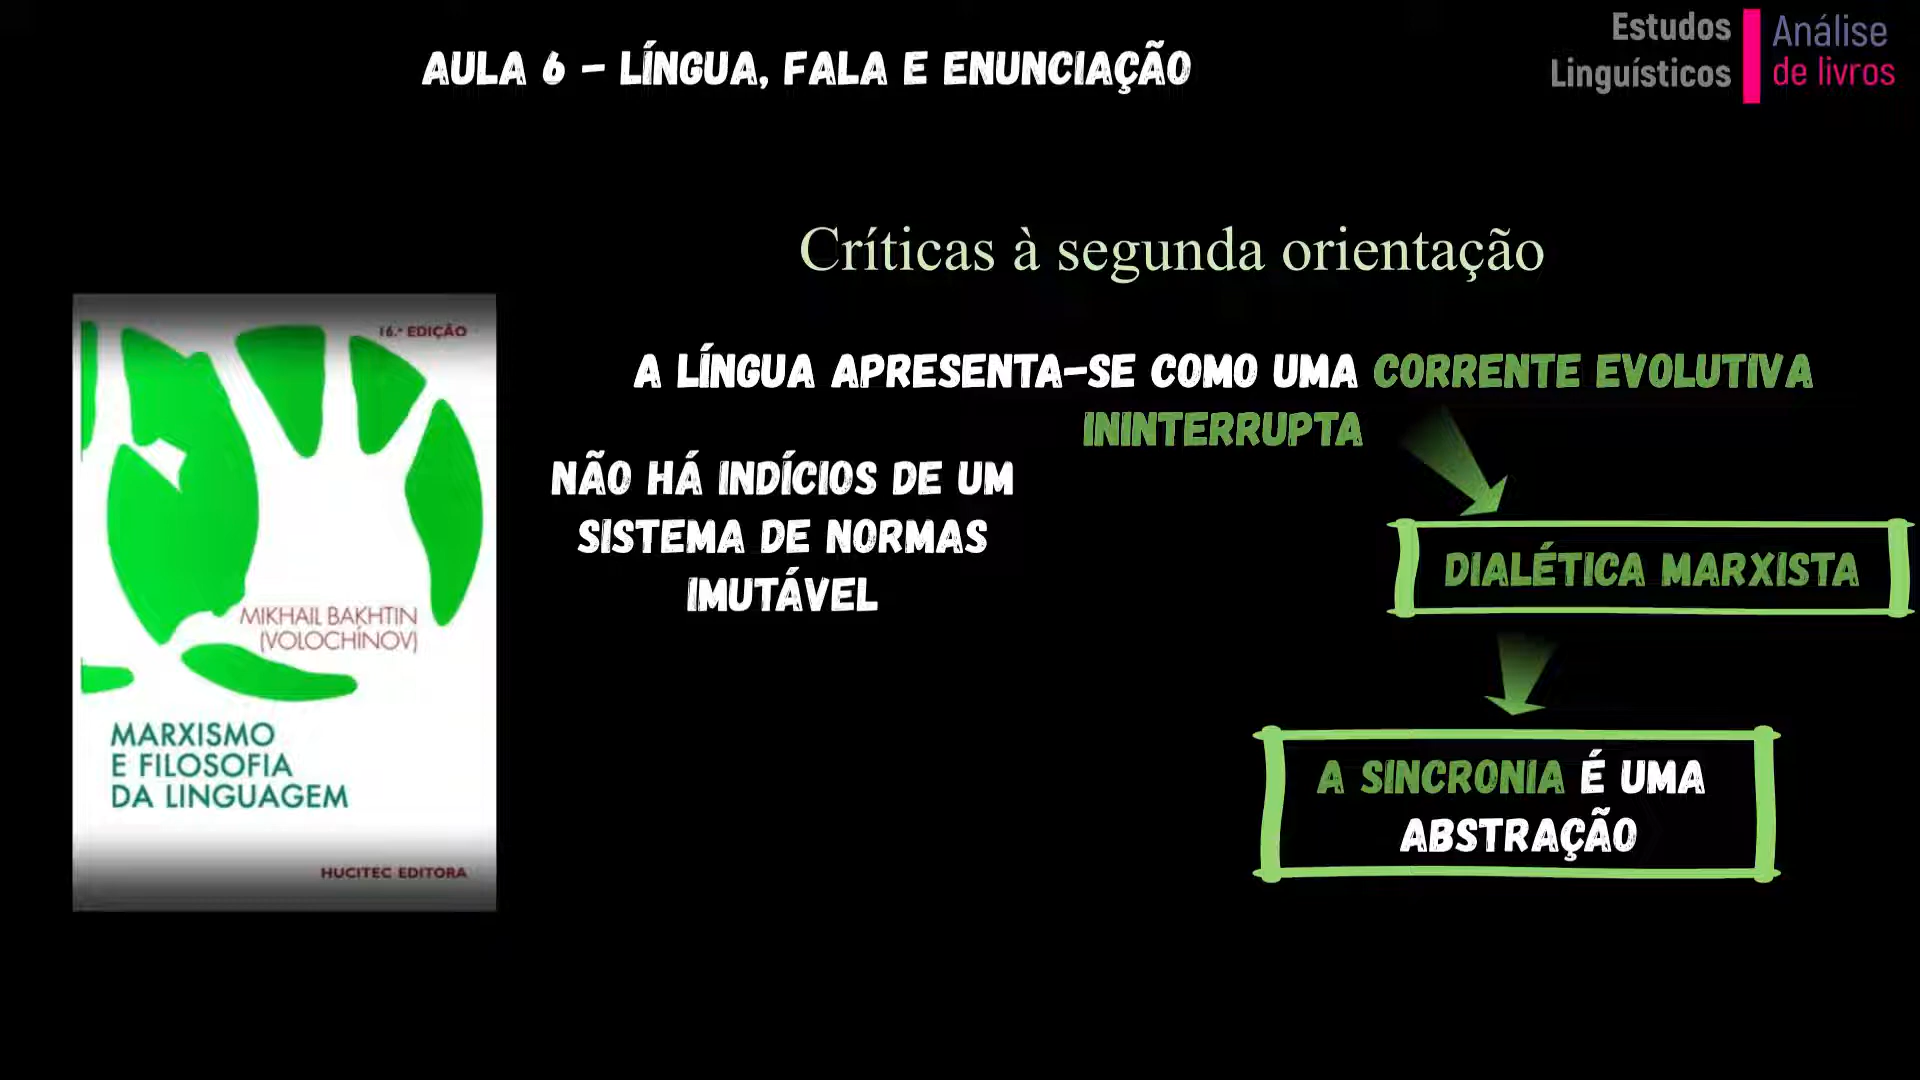 AULA 6 – LÍNGUA, FALA E ENUNCIAÇÃO
Estudos
Linguísticos
Análise
de livros
Críticas à segunda orientação
A LÍNGUA APRESENTA-SE COMO UMA CORRENTE EVOLUTIVA
ININTERRUPTA
NÃO HÁ INDÍCIOS DE UM
SISTEMA DE NORMAS
IMUTÁVEL
DIALÉTICA MARXISTA
A SINCRONIA É UMA
ABSTRAÇÃO
16.ª EDIÇÃO
MIKHAIL BAKHTIN
(VOLOCHÍNOV)
MARXISMO
E FILOSOFIA
DA LINGUAGEM
HUCITEC EDITORA